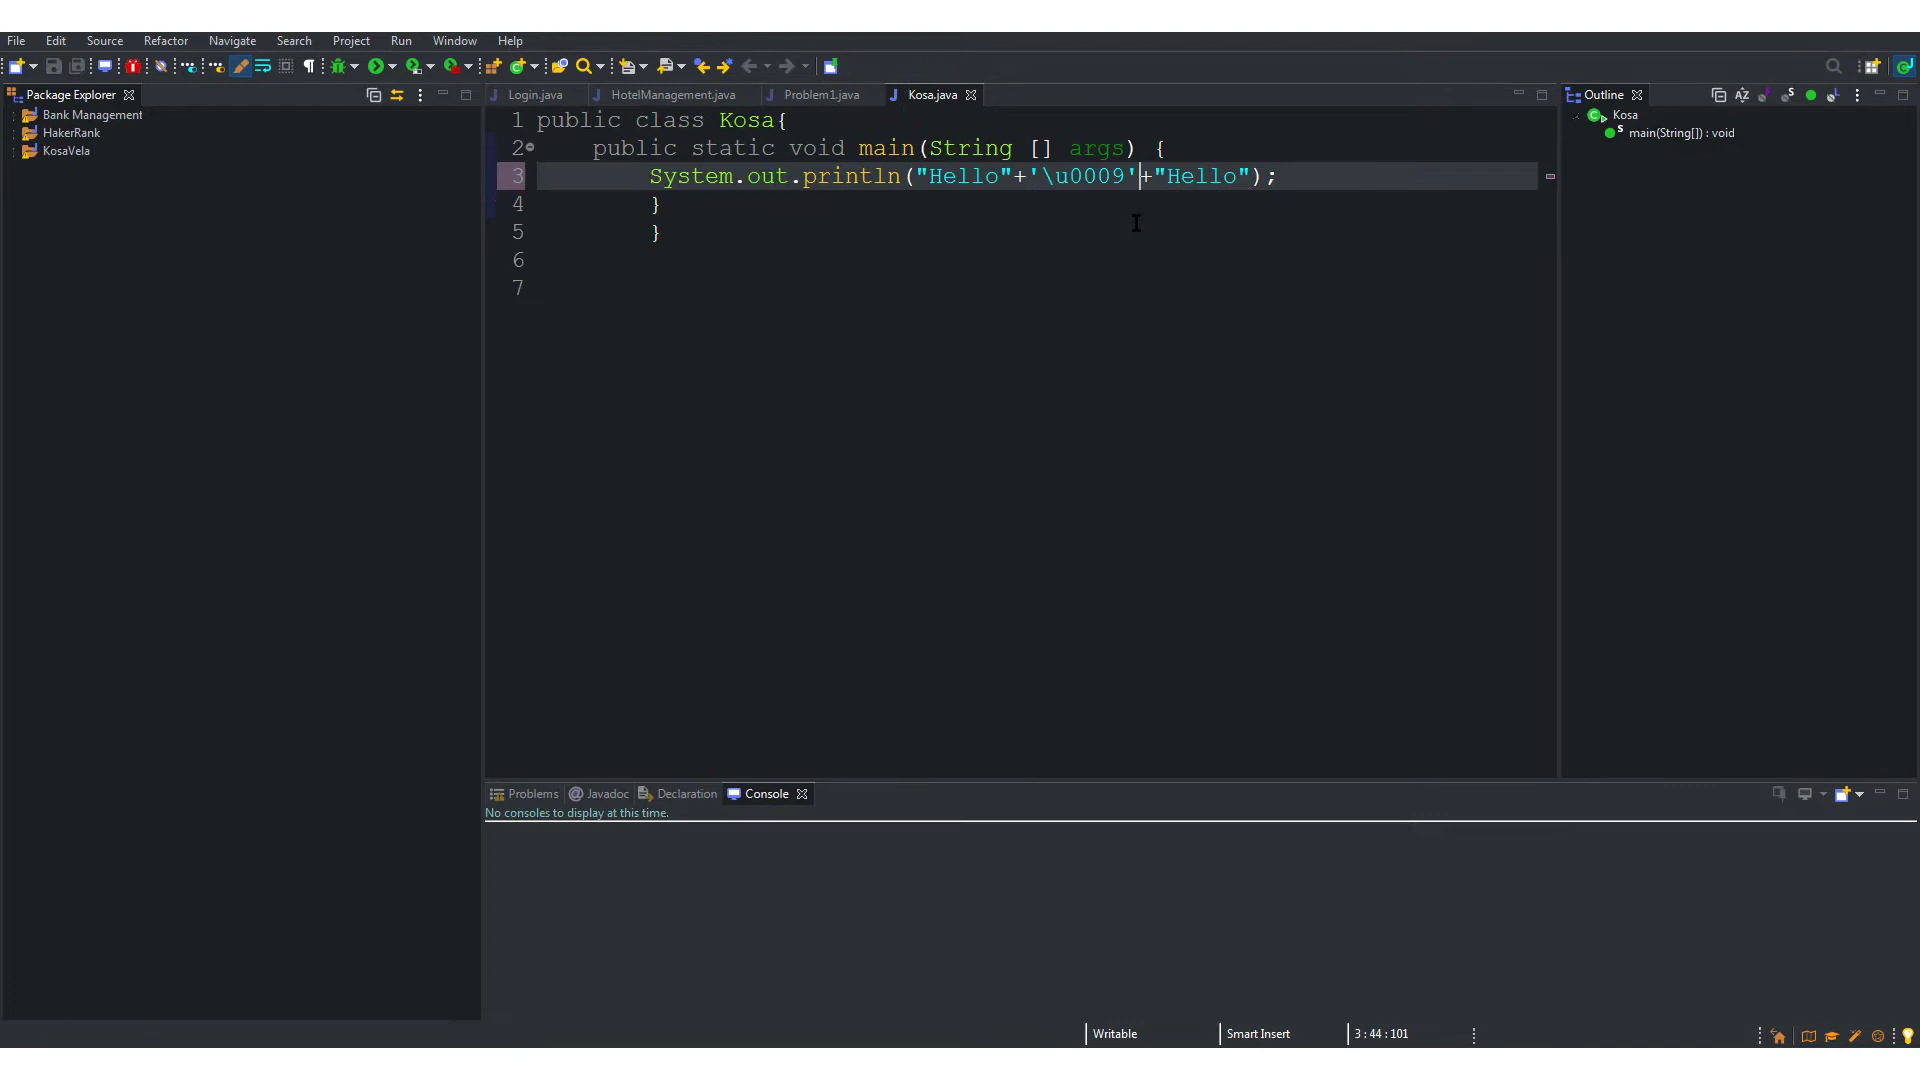 File Edit Source Refactor Navigate Search Project Run Window Help
Package Explorer
Bank Management
HakerRank
KosaVela
Login.java HotelManagement.java Problem1.java Kosa.java
1 public class Kosa{
2 public static void main(String [] args) {
3 System.out.println("Hello"+'\u0009'+"Hello");
4 }
5 }
6
7
Outline
Kosa
main(String[]) : void
Problems Javadoc Declaration Console
No consoles to display at this time.
Writable Smart Insert 3 : 44 : 101